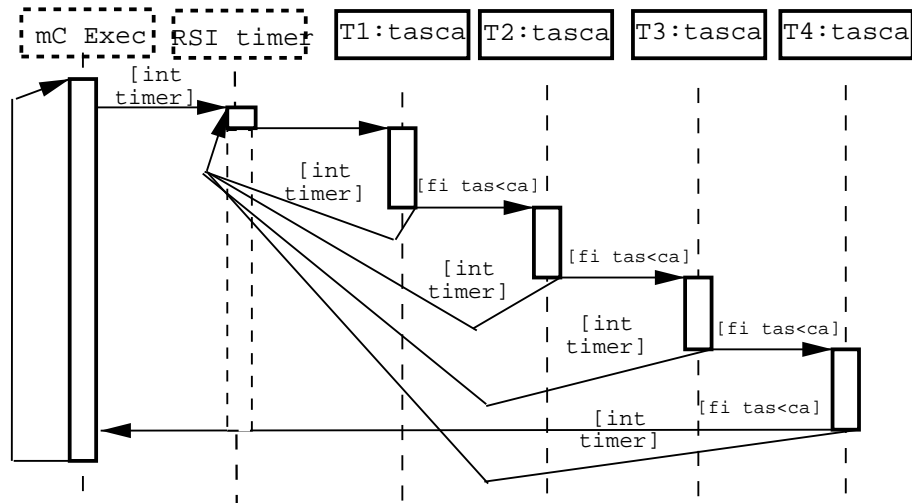 mC Exec
RSI timer
T1:tasca
T2:tasca
T3:tasca
T4:tasca
[int
timer]
[int
timer]
[fi tas<ca]
[int
timer]
[fi tas<ca]
[int
timer]
[fi tas<ca]
[int
timer]
[fi tas<ca]